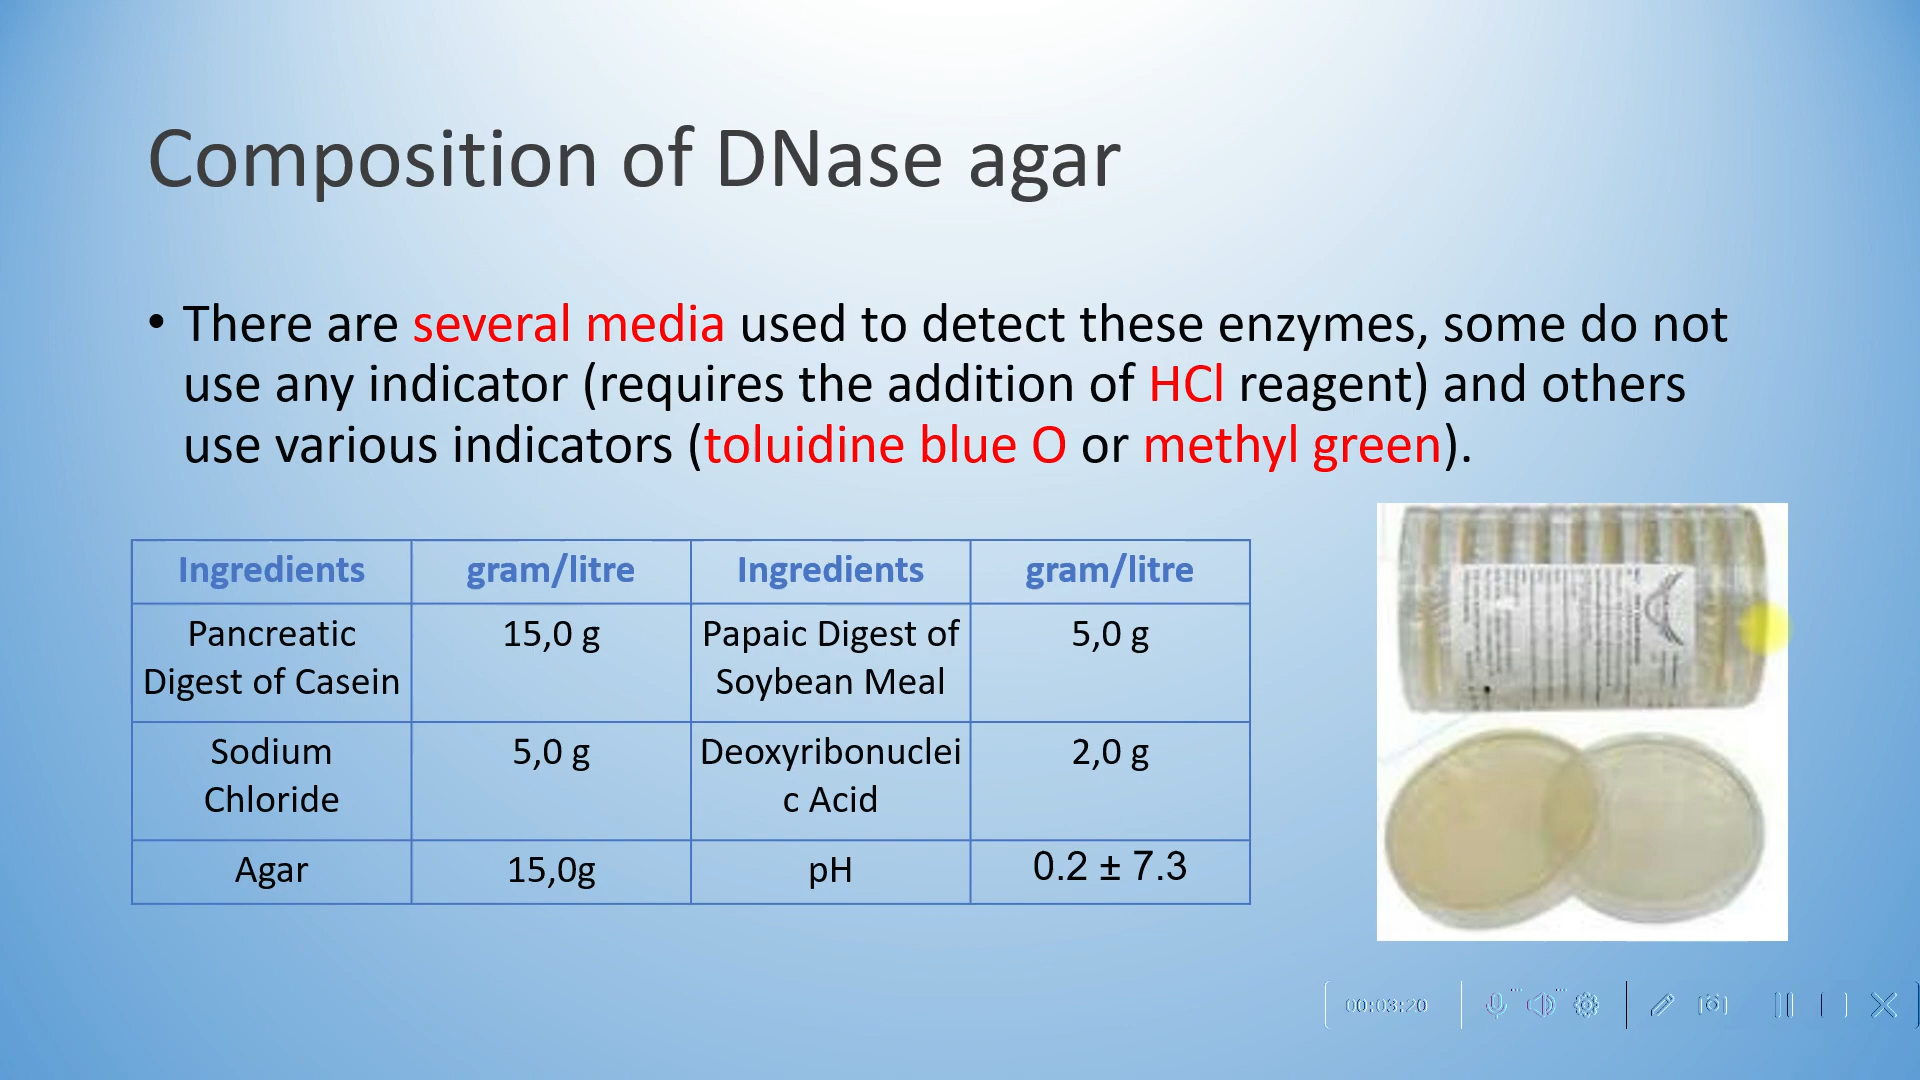 Composition of DNase agar
• There are several media used to detect these enzymes, some do not
use any indicator (requires the addition of HCl reagent) and others
use various indicators (toluidine blue O or methyl green).
Ingredients gram/litre Ingredients gram/litre
Pancreatic
Digest of Casein
15,0 g
Papaic Digest of
Soybean Meal
5,0 g
Sodium
Chloride
5,0 g
Deoxyribonuclei
c Acid
2,0 g
Agar 15,0g pH 0.2 ± 7.3
00:03:20